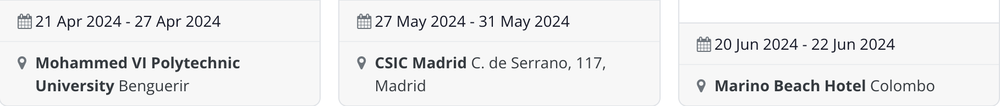 21 Apr 2024 - 27 Apr 2024
Mohammed VI Polytechnic
University Benguerir
27 May 2024 - 31 May 2024
CSIC Madrid C. de Serrano, 117,
Madrid
20 Jun 2024 - 22 Jun 2024
Marino Beach Hotel Colombo